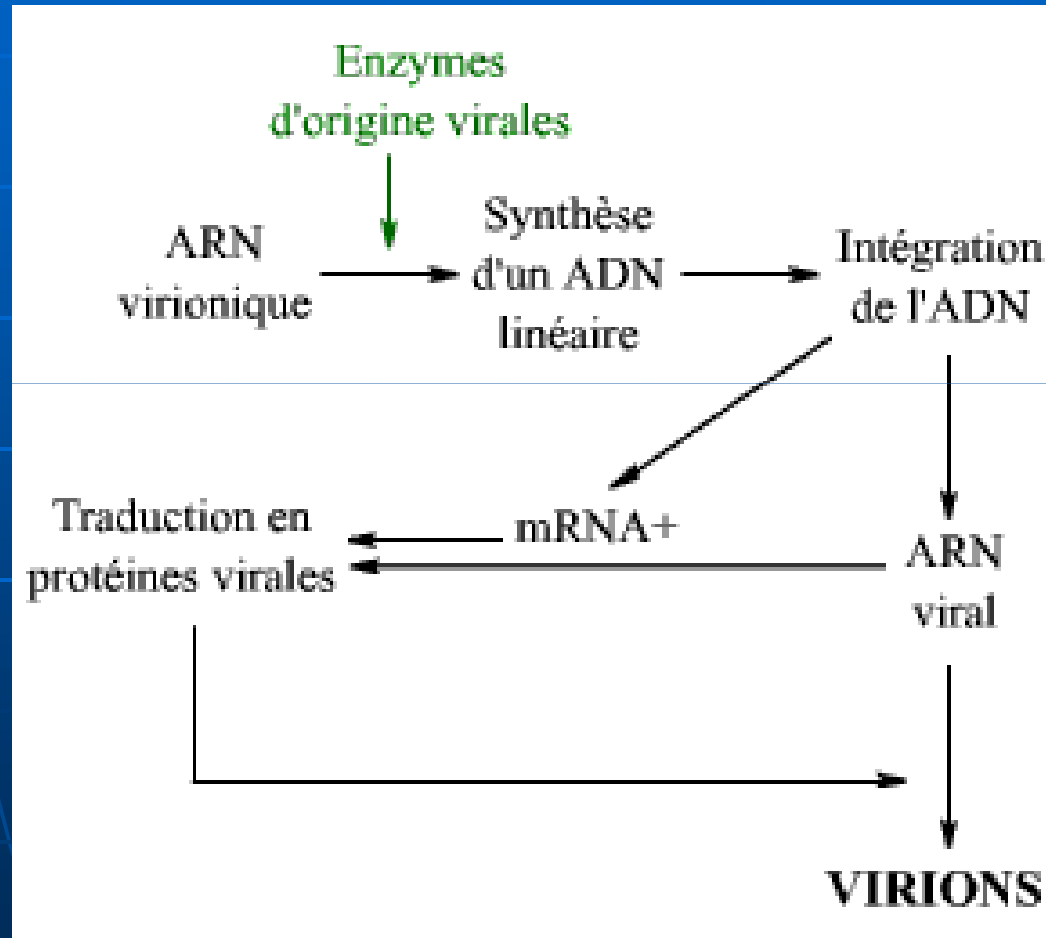 Enzymes
d'origine virales
ARN
virionique
Synthèse
d'un ADN
linéaire
Intégration
de l'ADN
Traduction en
protéines virales
mRNA+
ARN
viral
VIRIONS